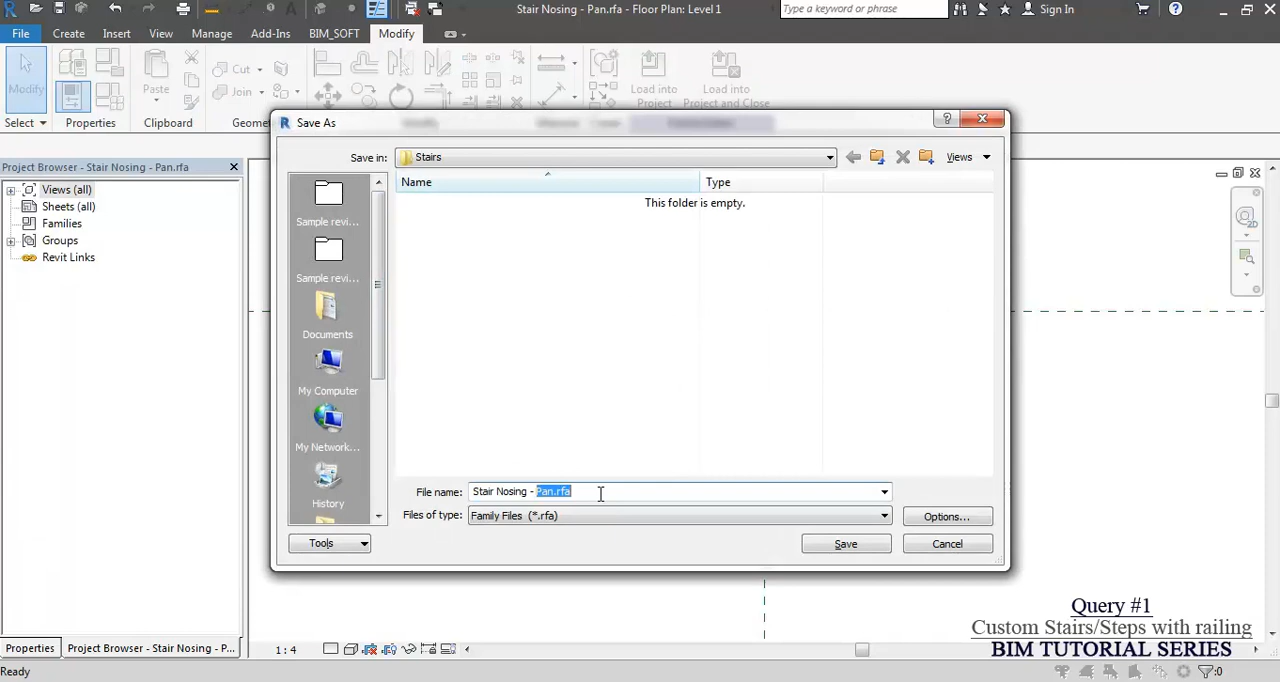 Stair Nosing - Pan.rfa - Floor Plan: Level 1
Type a keyword or phrase
Sign In
File
Create
Insert
View
Manage
Add-Ins
BIM_SOFT
Modify
Modify
Paste
Cut
Join
Load into
Project
Load into
Project and Close
Select
Properties
Clipboard
Geome
Save As
Project Browser - Stair Nosing - Pan.rfa
Views (all)
Sheets (all)
Families
Groups
Revit Links
Save in:
Stairs
Views
Name
Type
This folder is empty.
Sample revi...
Sample revi...
Documents
My Computer
My Network...
History
File name:
Stair Nosing - Pan.rfa
Files of type:
Family Files (*.rfa)
Options...
Tools
Save
Cancel
2D
Query #1
Custom Stairs/Steps with railing
BIM TUTORIAL SERIES
Properties
Project Browser - Stair Nosing - P...
1 : 4
Ready
:0